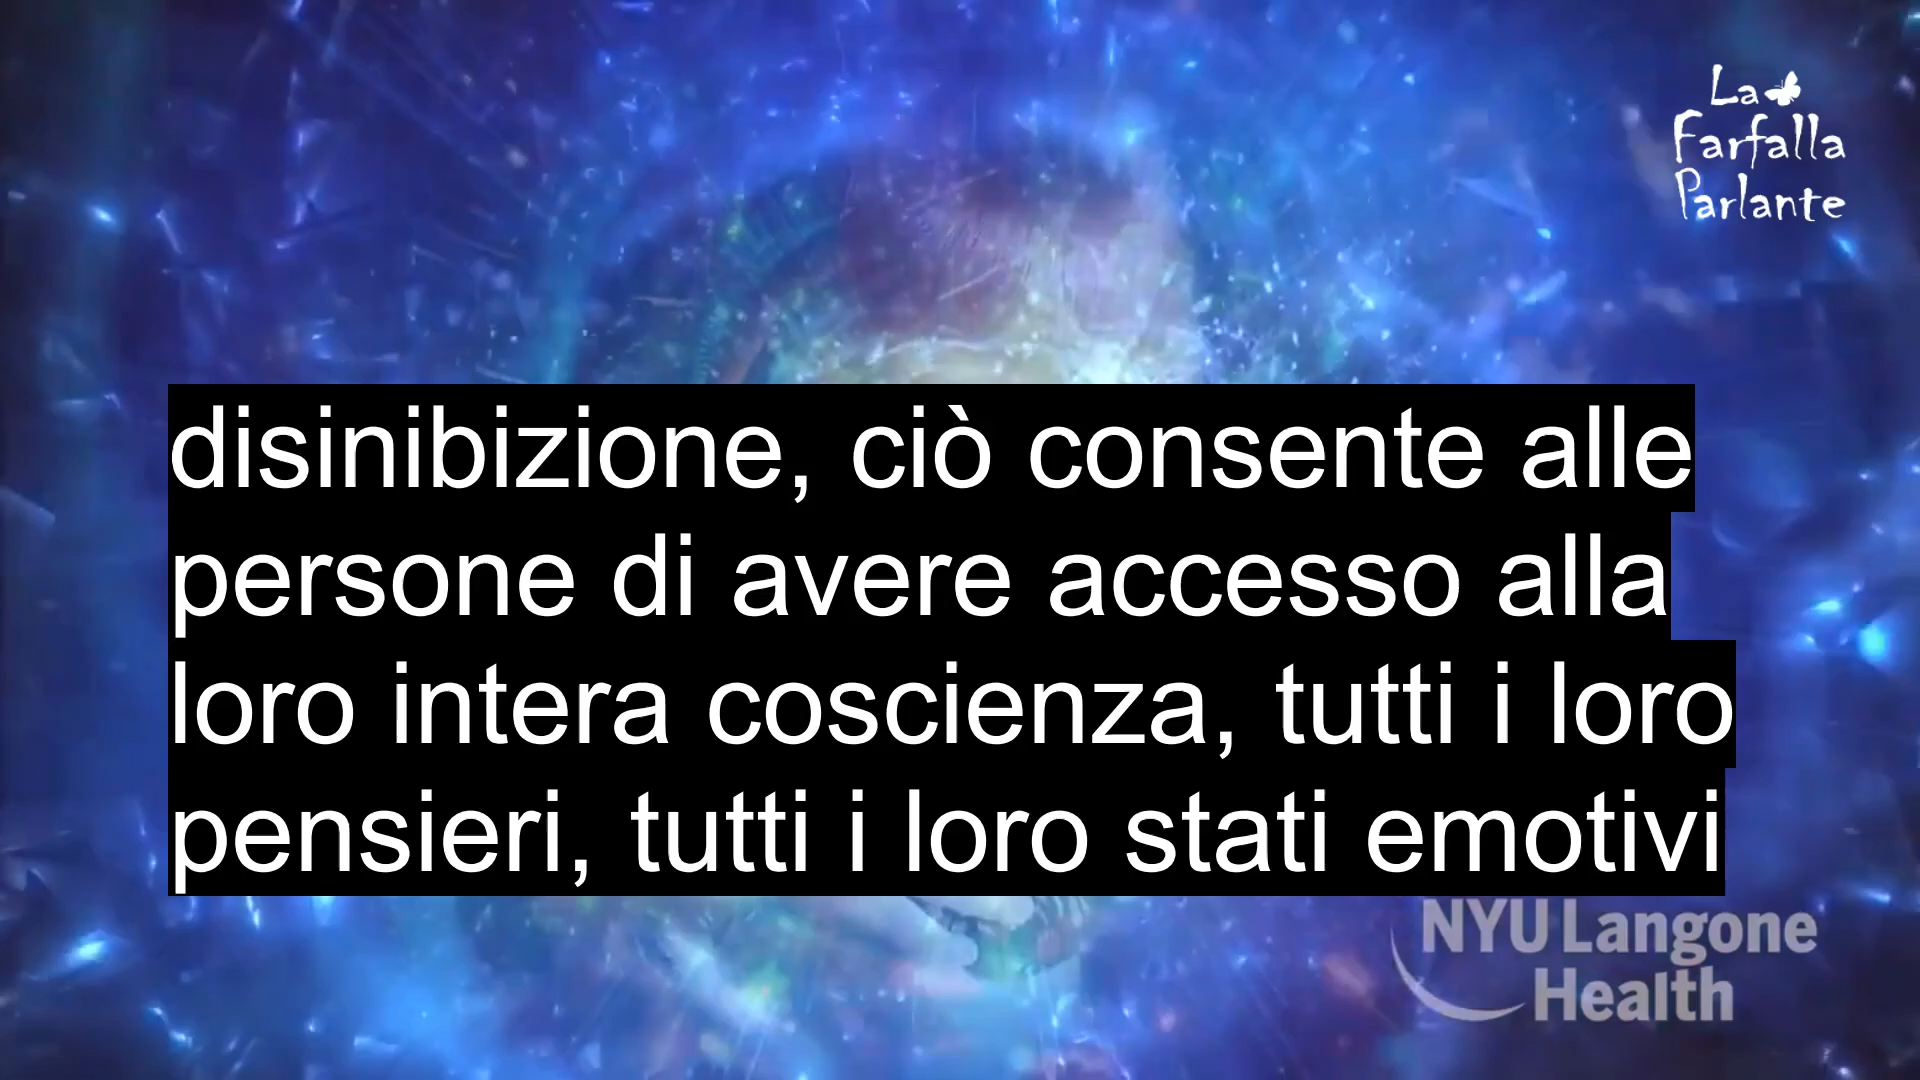 La
Farfalla
Parlante
disinibizione, ciò consente alle
persone di avere accesso alla
loro intera coscienza, tutti i loro
pensieri, tutti i loro stati emotivi
NYU Langone
Health